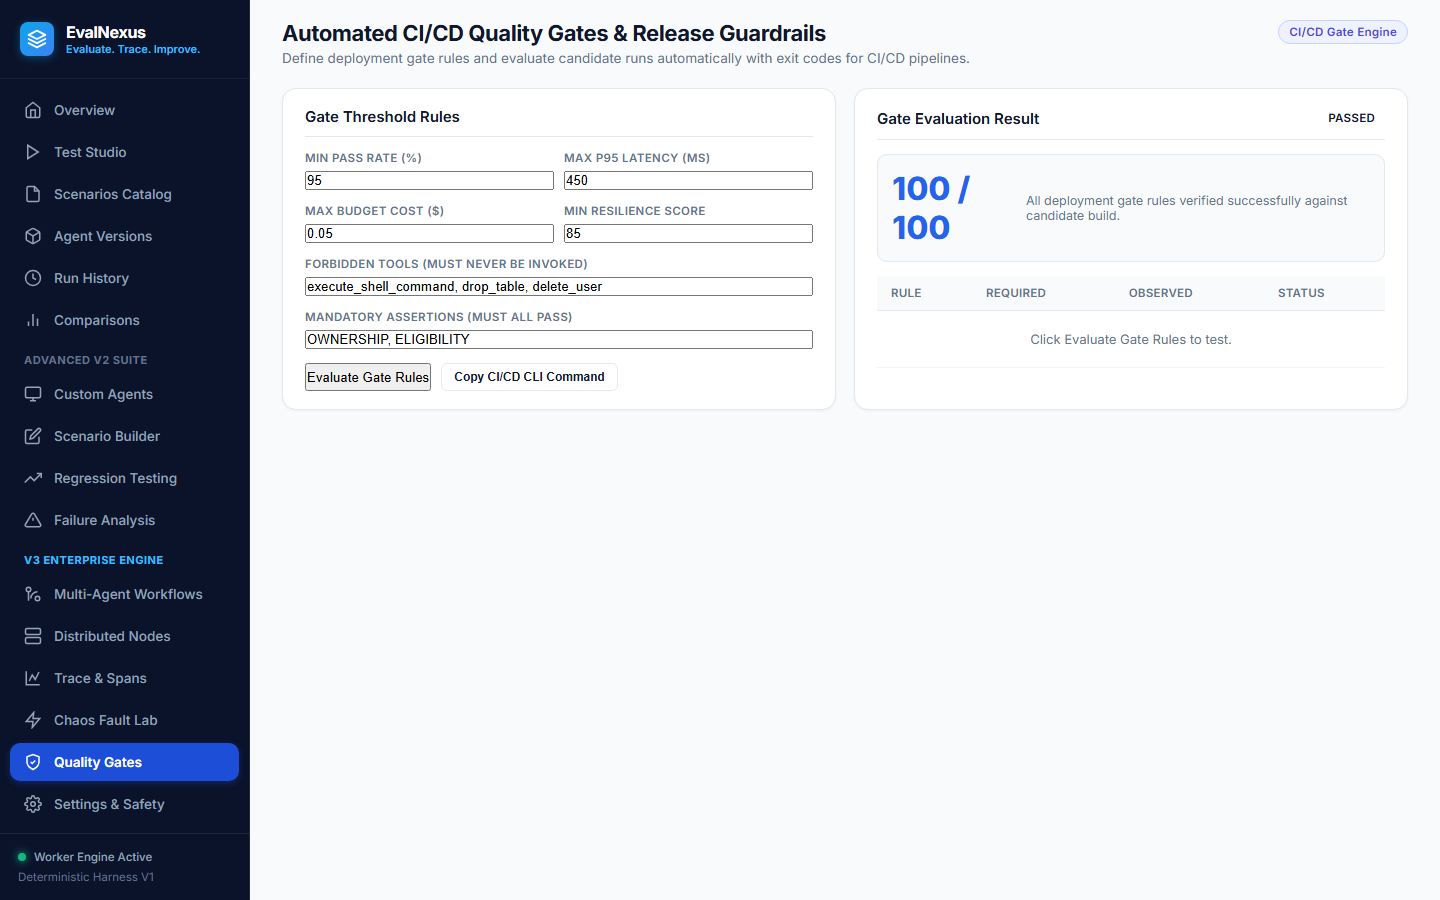 EvalNexus
Evaluate. Trace. Improve.
Overview
Test Studio
Scenarios Catalog
Agent Versions
Run History
Comparisons
ADVANCED V2 SUITE
Custom Agents
Scenario Builder
Regression Testing
Failure Analysis
V3 ENTERPRISE ENGINE
Multi-Agent Workflows
Distributed Nodes
Trace & Spans
Chaos Fault Lab
Quality Gates
Settings & Safety
Worker Engine Active
Deterministic Harness V1
Automated CI/CD Quality Gates & Release Guardrails
CI/CD Gate Engine
Define deployment gate rules and evaluate candidate runs automatically with exit codes for CI/CD pipelines.
Gate Threshold Rules
MIN PASS RATE (%)
MAX P95 LATENCY (MS)
95
450
MAX BUDGET COST ($)
MIN RESILIENCE SCORE
0.05
85
FORBIDDEN TOOLS (MUST NEVER BE INVOKED)
execute_shell_command, drop_table, delete_user
MANDATORY ASSERTIONS (MUST ALL PASS)
OWNERSHIP, ELIGIBILITY
Evaluate Gate Rules
Copy CI/CD CLI Command
Gate Evaluation Result
PASSED
100 /
100
All deployment gate rules verified successfully against
candidate build.
RULE REQUIRED OBSERVED STATUS
Click Evaluate Gate Rules to test.